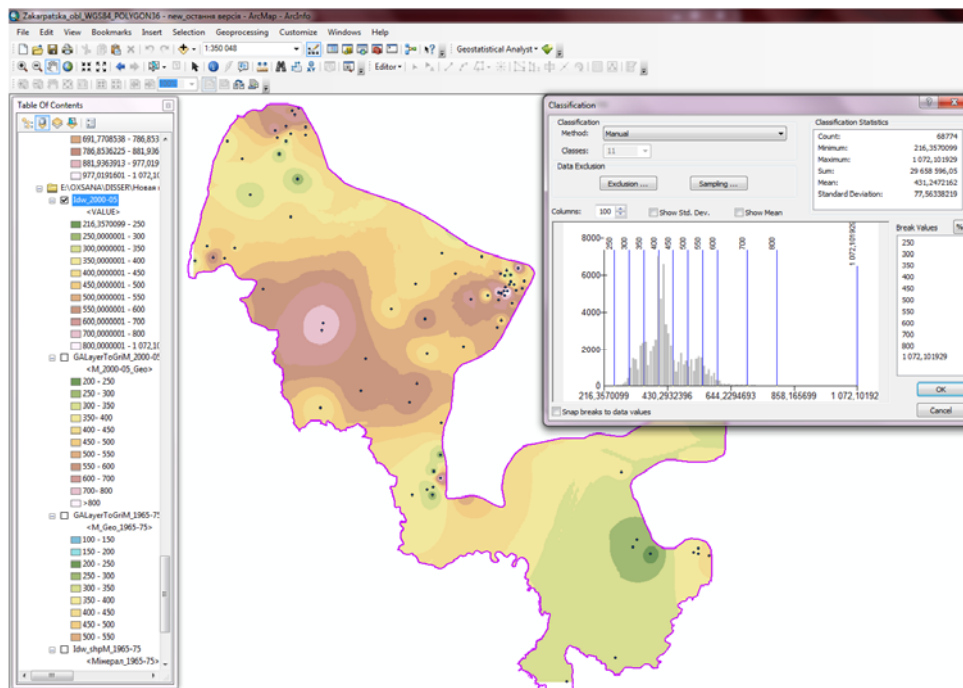 Zakarpatska_obl_WGS84_POLYGON36 - new_остання версія - ArcMap - ArcInfo
File Edit View Bookmarks Insert Selection Geoprocessing Customize Windows Help
1:350 048
Geostatistical Analyst
Editor
Table Of Contents
691,7708538 - 786,853
786,8536225 - 881,936
881,9363913 - 977,019
977,0191601 - 1 072,10
E:\OXSANA\DISSER\Новая
Idw_2000-05
<VALUE>
216,3570099 - 250
250,0000001 - 300
300,0000001 - 350
350,0000001 - 400
400,0000001 - 450
450,0000001 - 500
500,0000001 - 550
550,0000001 - 600
600,0000001 - 700
700,0000001 - 800
800,0000001 - 1 072,10
GALayerToGriM_2000-05
<M_2000-05_Geo>
200 - 250
250 - 300
300 - 350
350- 400
400 - 450
450 - 500
500 - 550
550 - 600
600 - 700
700- 800
>800
GALayerToGriM_1965-75
<M_Geo_1965-75>
100 - 150
150 - 200
200 - 250
250 - 300
300 - 350
350 - 400
400 - 450
450 - 500
500 - 550
Idw_shpM_1965-75
<Мінерал_1965-75>
Classification
Classification
Method: Manual
Classes: 11
Data Exclusion
Exclusion ...
Sampling ...
Classification Statistics
Count: 68774
Minimum: 216,3570099
Maximum: 1 072,101929
Sum: 29 658 596,05
Mean: 431,2472162
Standard Deviation: 77,56338219
Columns: 100
Show Std. Dev.
Show Mean
Break Values
%
250
300
350
400
450
500
550
600
700
800
1 072,101929
8000
6000
4000
2000
0
250 300 350 400 450 500 550 600 700 800 1 072,101929
216,3570099 430,2932396 644,2294693 858,165699 1 072,10192
Snap breaks to data values
OK
Cancel